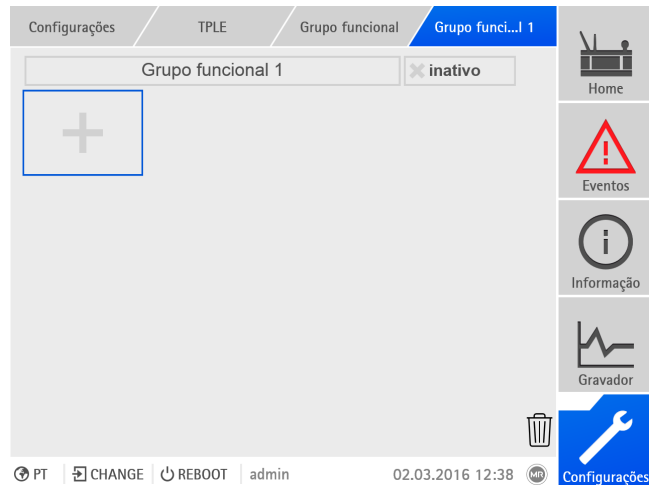 Configurações TPLE Grupo funcional Grupo funci...l 1
Grupo funcional 1 inativo
Home
Eventos
Informação
Gravador
Configurações
PT CHANGE REBOOT admin 02.03.2016 12:38 MR